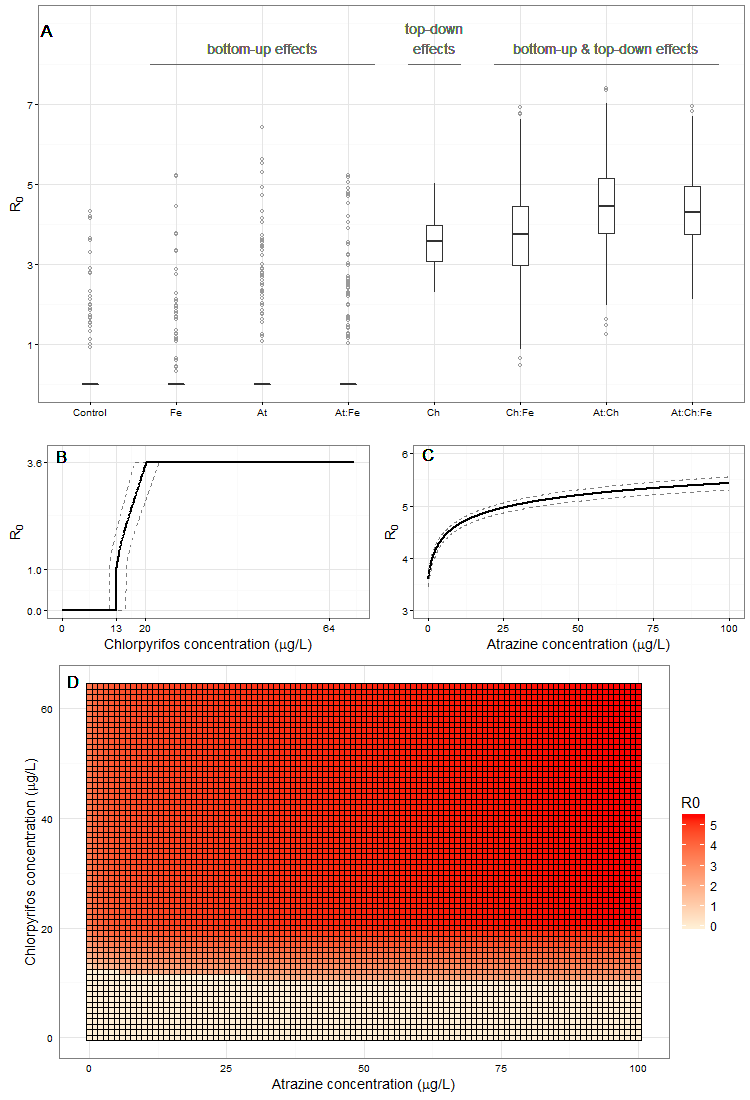 A
bottom-up effects
top-down
effects
bottom-up & top-down effects
R0
7
5
3
1
Control
Fe
At
At:Fe
Ch
Ch:Fe
At:Ch
At:Ch:Fe
B
R0
3.6
1.0
0.0
0
13
20
64
Chlorpyrifos concentration (μg/L)
C
R0
6
5
4
3
0
25
50
75
100
Atrazine concentration (μg/L)
D
Chlorpyrifos concentration (μg/L)
60
40
20
0
0
25
50
75
100
Atrazine concentration (μg/L)
R0
5
4
3
2
1
0